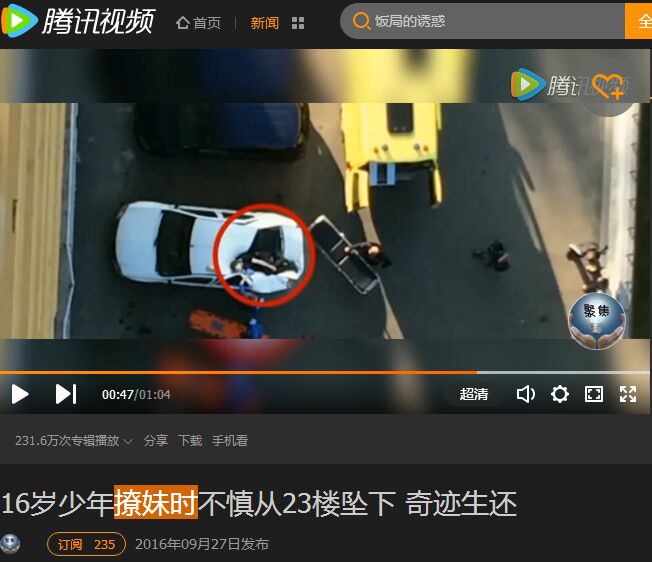 腾讯视频 首页 新闻 饭局的诱惑 全
腾讯视频
聚焦
00:47/01:04 超清
231.6万次专辑播放 分享 下载 手机看
16岁少年撩妹时不慎从23楼坠下 奇迹生还
订阅 235 2016年09月27日发布